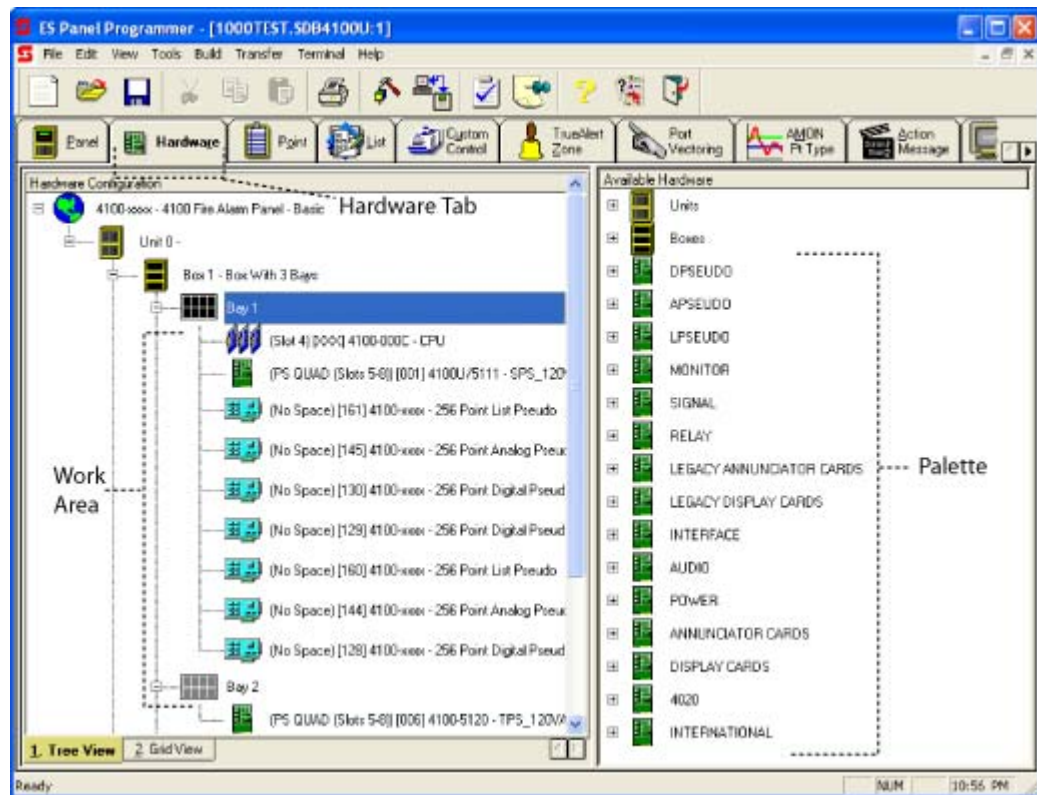 ES Panel Programmer - [1000TEST.SDB4100U:1]
File Edit View Tools Build Transfer Terminal Help
Panel
Hardware
Point
List
Custom Control
TrueAlert Zone
Port Vectoring
AMON Pt Type
Action Message
Hardware Configuration
4100-xxxx - 4100 Fire Alarm Panel - Basic
Hardware Tab
Unit 0 -
Box 1 - Box With 3 Bays
Bay 1
(Slot 4) [XXX] 4100-000C - CPU
(PS QUAD (Slots 5-8)) [001] 4100U/5111 - SPS_120
(No Space) [161] 4100-xxxx - 256 Point List Pseudo
(No Space) [145] 4100-xxxx - 256 Point Analog Pseu
(No Space) [130] 4100-xxxx - 256 Point Digital Pseud
(No Space) [129] 4100-xxxx - 256 Point Digital Pseud
(No Space) [160] 4100-xxxx - 256 Point List Pseudo
(No Space) [144] 4100-xxxx - 256 Point Analog Pseu
(No Space) [128] 4100-xxxx - 256 Point Digital Pseud
Bay 2
(PS QUAD (Slots 5-8)) [006] 4100-5120 - TPS_120VA
Work
Area
1. Tree View
2. Grid View
Available Hardware
Units
Boxes
DPSEUDO
APSEUDO
LPSEUDO
MONITOR
SIGNAL
RELAY
LEGACY ANNUNCIATOR CARDS
LEGACY DISPLAY CARDS
INTERFACE
AUDIO
POWER
ANNUNCIATOR CARDS
DISPLAY CARDS
4020
INTERNATIONAL
Palette
Ready
NUM
10:56 PM